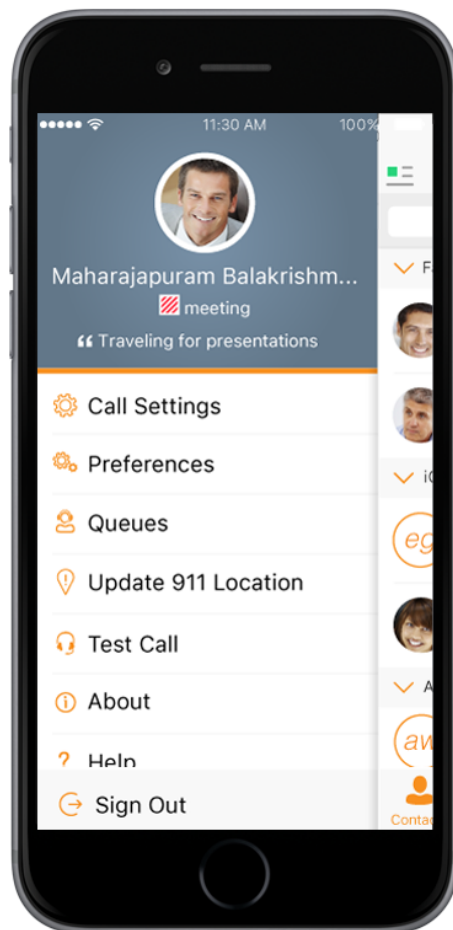 11:30 AM
100%
Maharajapuram Balakrishm...
meeting
❝ Traveling for presentations
Call Settings
Preferences
Queues
Update 911 Location
Test Call
About
? Help
Sign Out
F
eg
A
aw